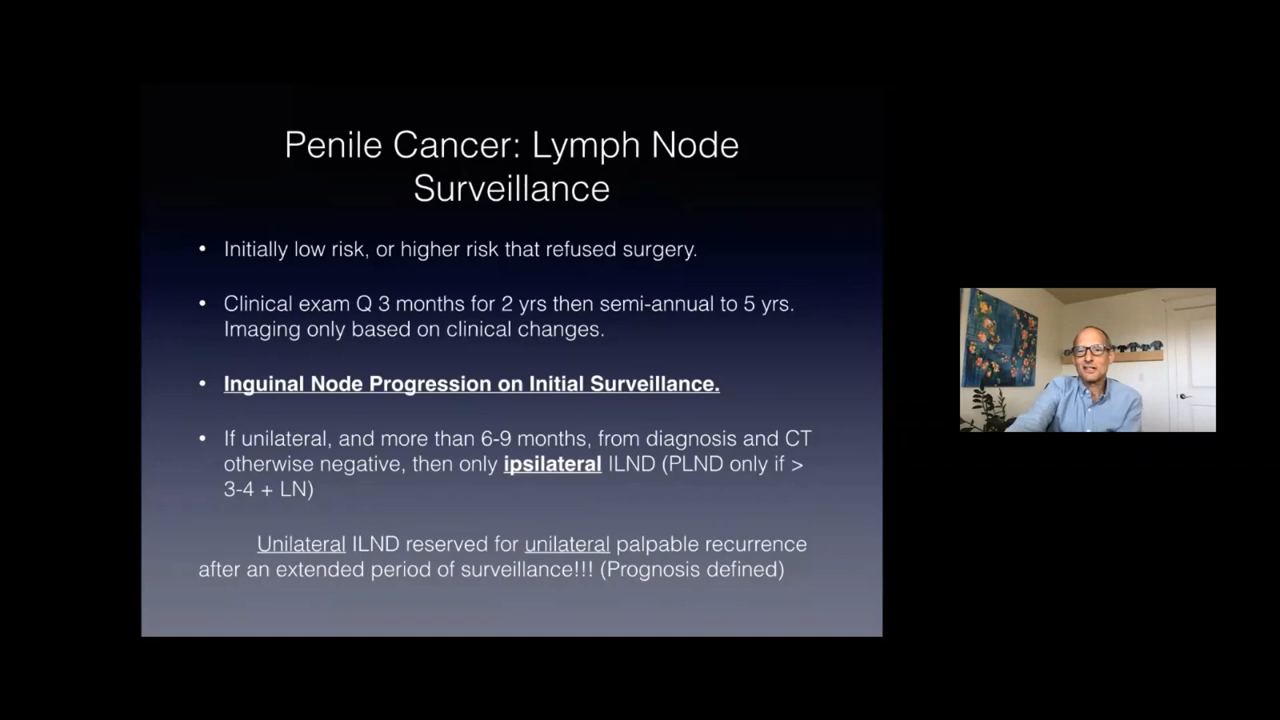 Penile Cancer: Lymph Node
Surveillance
• Initially low risk, or higher risk that refused surgery.
• Clinical exam Q 3 months for 2 yrs then semi-annual to 5 yrs.
Imaging only based on clinical changes.
• Inguinal Node Progression on Initial Surveillance.
• If unilateral, and more than 6-9 months, from diagnosis and CT
otherwise negative, then only ipsilateral ILND (PLND only if >
3-4 + LN)
Unilateral ILND reserved for unilateral palpable recurrence
after an extended period of surveillance!!! (Prognosis defined)